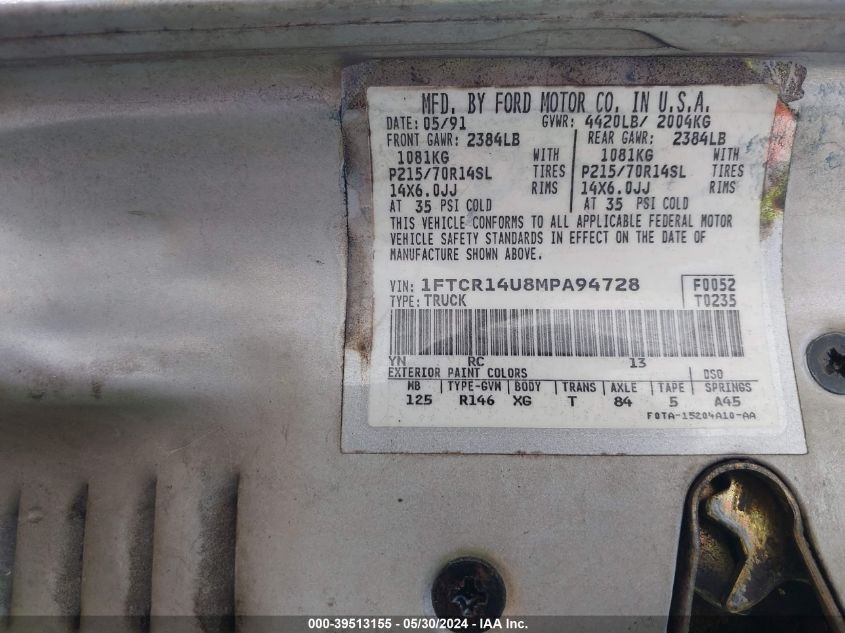 MFD. BY FORD MOTOR CO. IN U.S.A.
DATE: 05/91 GVWR: 4420LB/ 2004KG
FRONT GAWR: 2384LB REAR GAWR: 2384LB
1081KG WITH 1081KG WITH
P215/70R14SL TIRES P215/70R14SL TIRES
14X6.0JJ RIMS 14X6.0JJ RIMS
AT 35 PSI COLD AT 35 PSI COLD
THIS VEHICLE CONFORMS TO ALL APPLICABLE FEDERAL MOTOR
VEHICLE SAFETY STANDARDS IN EFFECT ON THE DATE OF
MANUFACTURE SHOWN ABOVE.
VIN: 1FTCR14U8MPA94728 F0052
TYPE: TRUCK T0235
YN RC 13
EXTERIOR PAINT COLORS DSO
WB TYPE-GVW BODY TRANS AXLE TAPE SPRINGS
125 R146 XG T 84 5 A45
F0TA-15204A10-AA
000-39513155 - 05/30/2024 - IAA Inc.